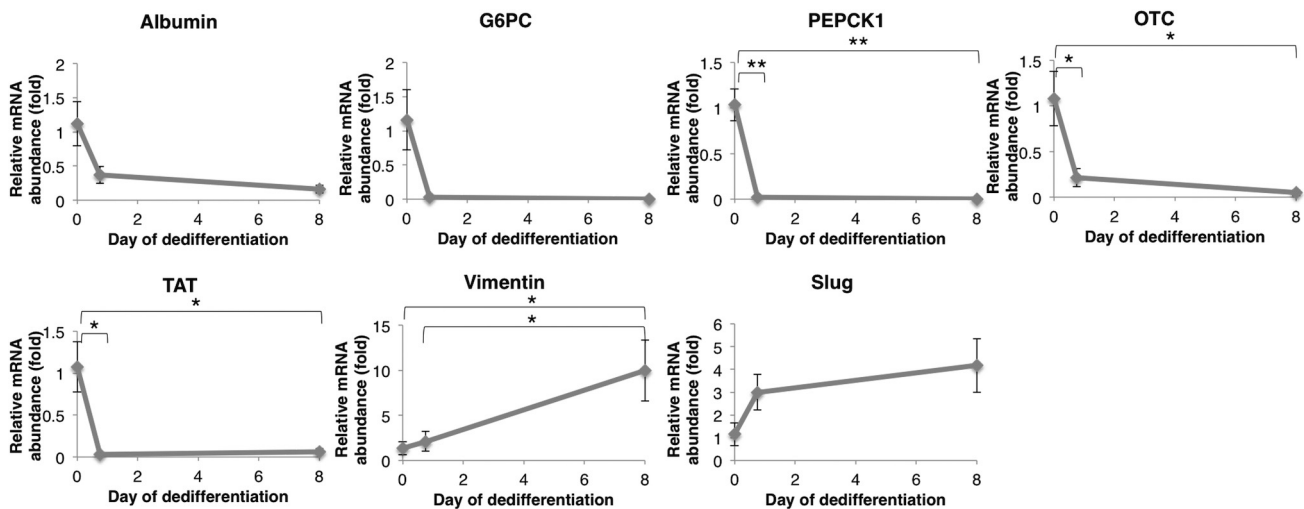 Albumin
Relative mRNA
abundance (fold)
2
1.5
1
0.5
0
0 2 4 6 8
Day of dedifferentiation
G6PC
Relative mRNA
abundance (fold)
2
1.5
1
0.5
0
0 2 4 6 8
Day of dedifferentiation
PEPCK1
**
**
Relative mRNA
abundance (fold)
1.5
1
0.5
0
0 2 4 6 8
Day of dedifferentiation
OTC
*
*
Relative mRNA
abundance (fold)
1.5
1
0.5
0
0 2 4 6 8
Day of dedifferentiation
TAT
*
*
Relative mRNA
abundance (fold)
1.5
1
0.5
0
0 2 4 6 8
Day of dedifferentiation
Vimentin
*
*
Relative mRNA
abundance (fold)
15
10
5
0
0 2 4 6 8
Day of dedifferentiation
Slug
Relative mRNA
abundance (fold)
6
5
4
3
2
1
0
0 2 4 6 8
Day of dedifferentiation